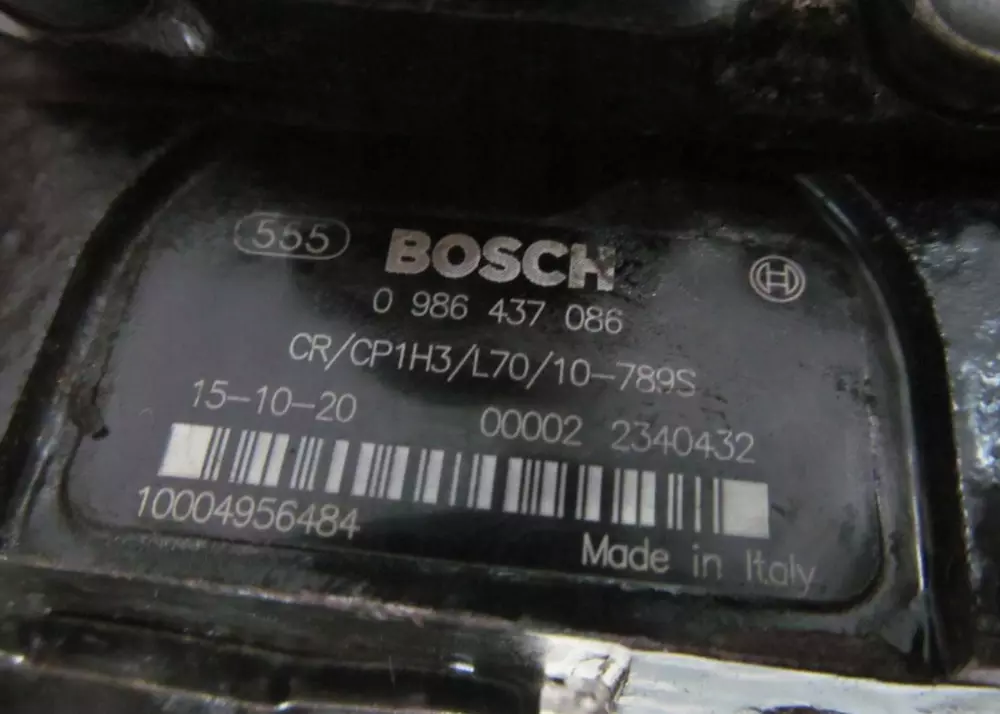 555 BOSCH
0 986 437 086
CR/CP1H3/L70/10-789S
15-10-20 00002 2340432
10004956484
Made in Italy